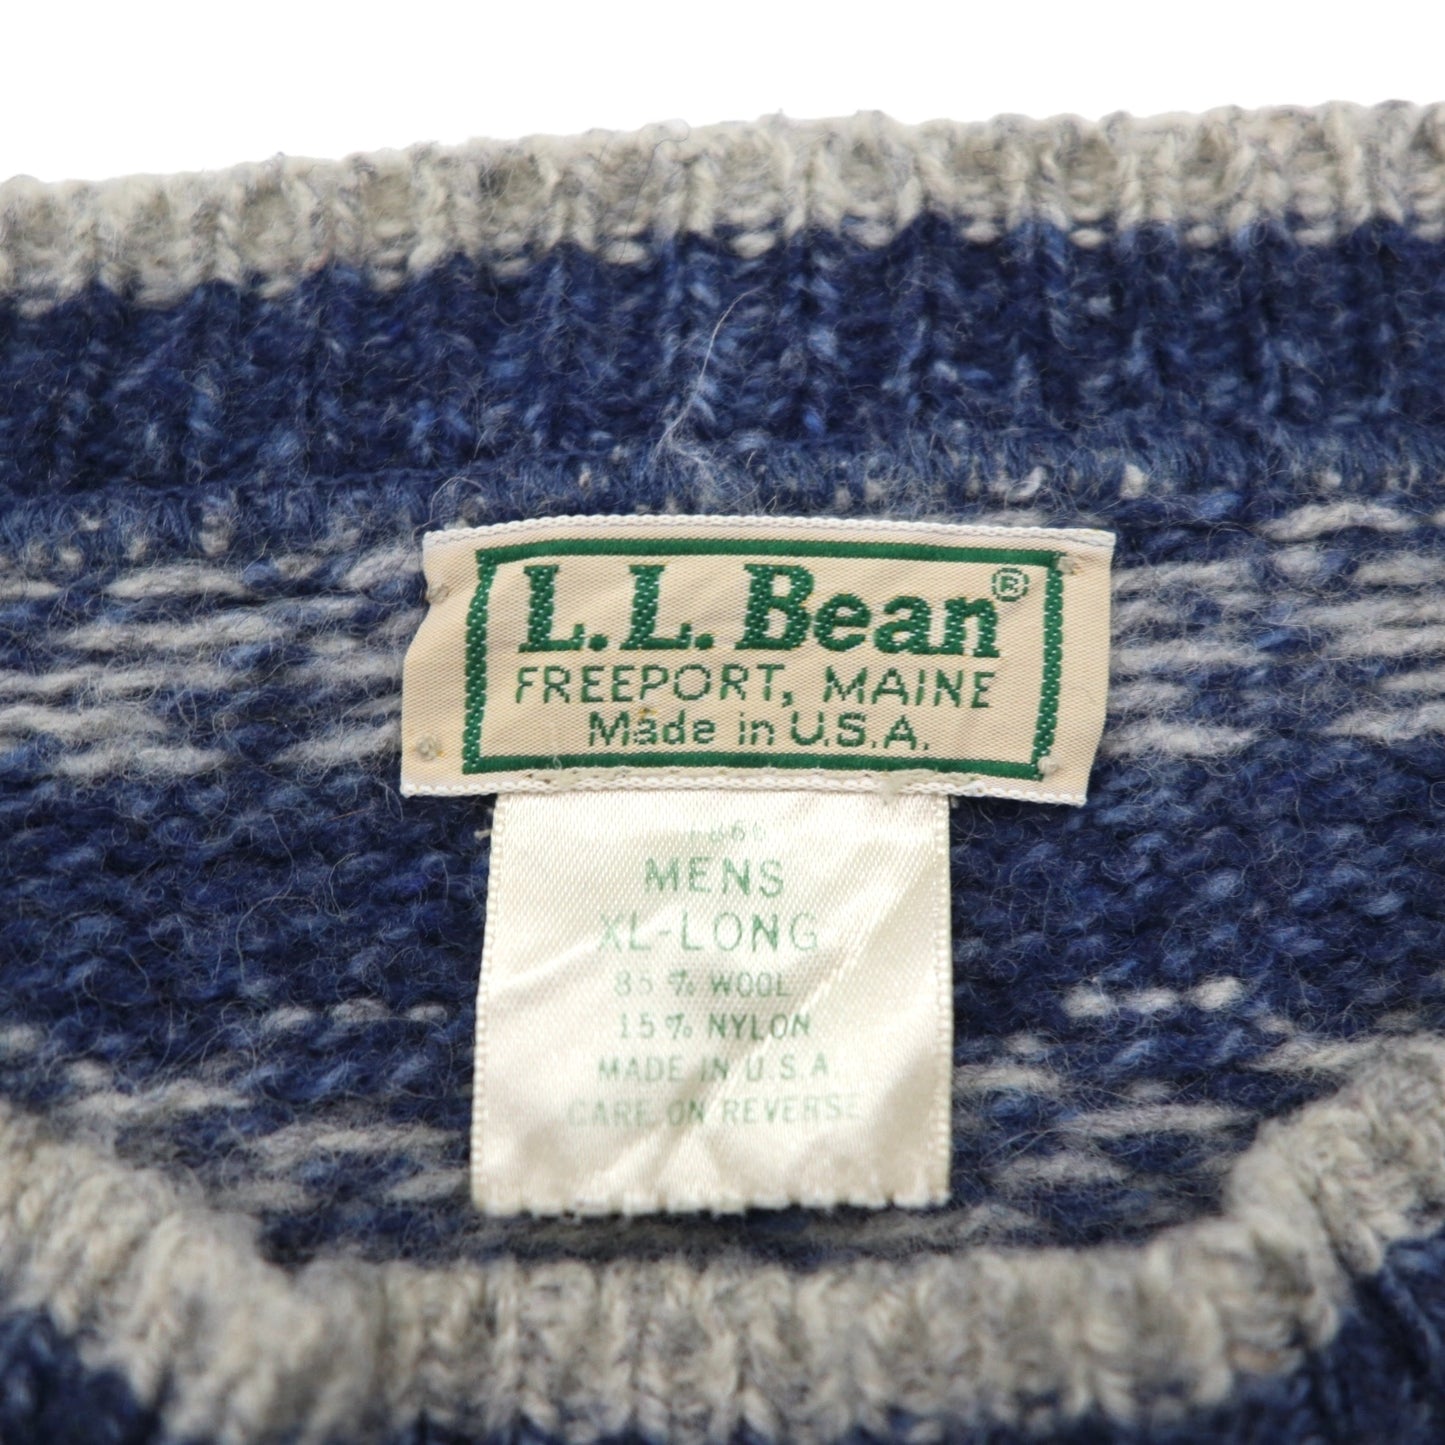 L.L.Bean®
FREEPORT, MAINE
Made in U.S.A.
MENS
XL-LONG
85% WOOL
15% NYLON
MADE IN U.S.A
CARE ON REVERSE